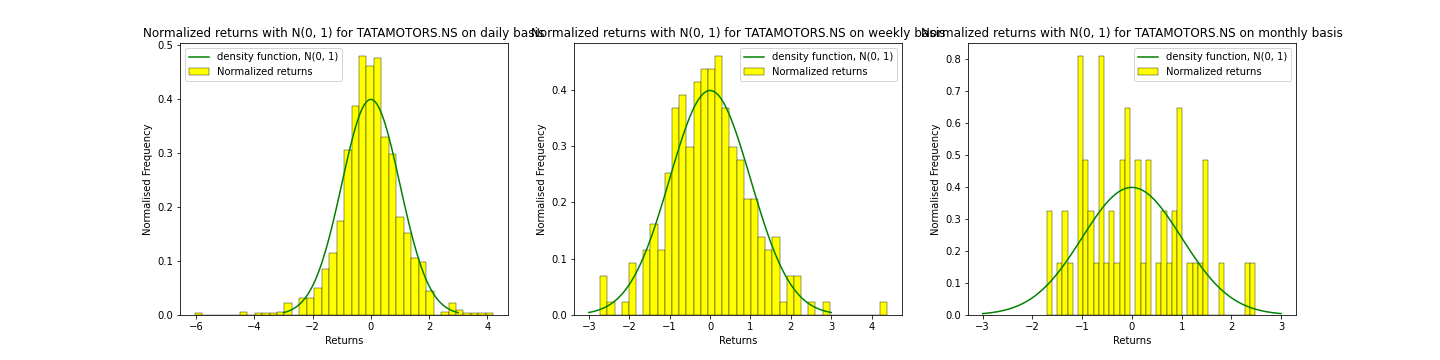 Normalized returns with N(0, 1) for TATAMOTORS.NS on daily basis
0.5
0.4
0.3
0.2
0.1
0.0
Normalised Frequency
density function, N(0, 1)
Normalized returns
−6
−4
−2
0
2
4
Returns
Normalized returns with N(0, 1) for TATAMOTORS.NS on weekly basis
0.4
0.3
0.2
0.1
0.0
Normalised Frequency
density function, N(0, 1)
Normalized returns
−3
−2
−1
0
1
2
3
4
Returns
Normalized returns with N(0, 1) for TATAMOTORS.NS on monthly basis
0.8
0.7
0.6
0.5
0.4
0.3
0.2
0.1
0.0
Normalised Frequency
density function, N(0, 1)
Normalized returns
−3
−2
−1
0
1
2
3
Returns